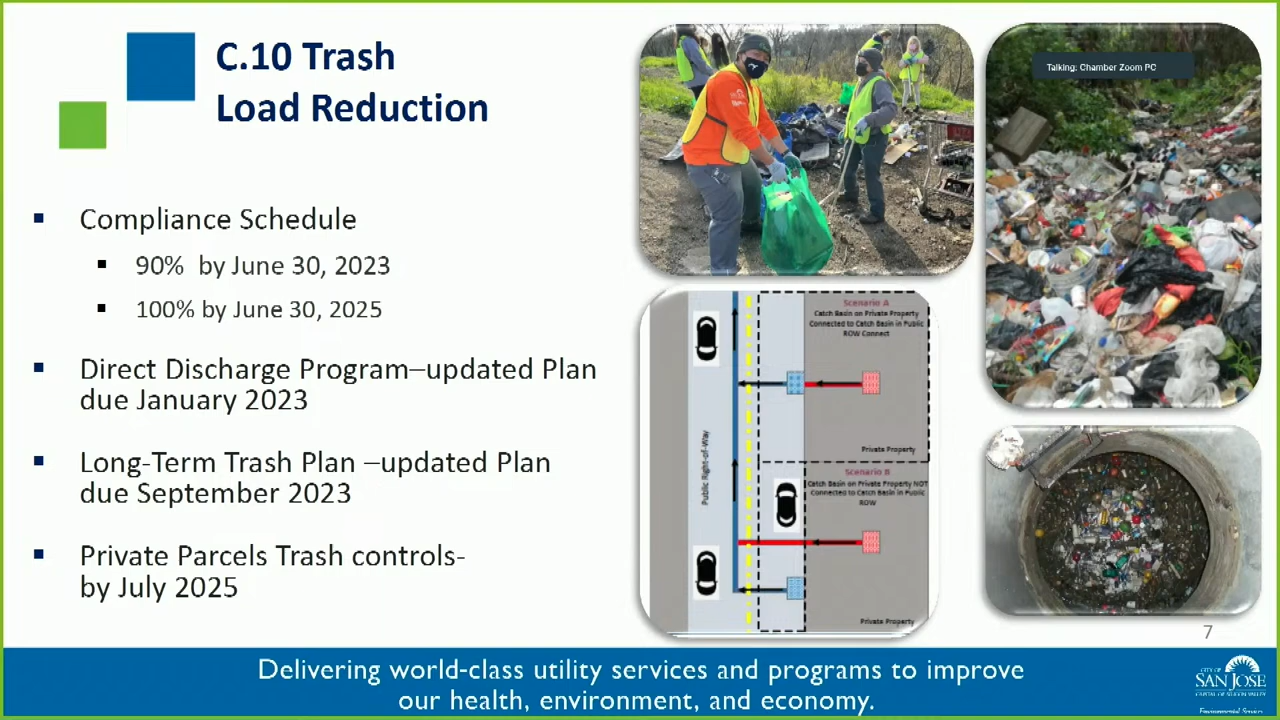 C.10 Trash
Load Reduction
Compliance Schedule
90% by June 30, 2023
100% by June 30, 2025
Direct Discharge Program–updated Plan
due January 2023
Long-Term Trash Plan –updated Plan
due September 2023
Private Parcels Trash controls-
by July 2025
Talking: Chamber Zoom PC
Scenario A
Catch Basin on Private Property
Connected to Catch Basin in Public
ROW Connect
Private Property
Public Right-of-Way
Scenario B
Catch Basin on Private Property NOT
Connected to Catch Basin in Public
ROW
Private Property
7
Delivering world-class utility services and programs to improve
our health, environment, and economy.
CITY OF
SAN JOSE
CAPITAL OF SILICON VALLEY
Environmental Services